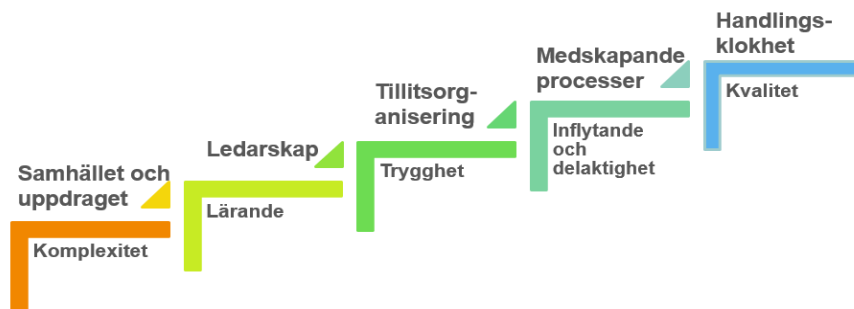 Samhället och
uppdraget
Komplexitet
Ledarskap
Lärande
Tillitsorg-
anisering
Trygghet
Medskapande
processer
Inflytande
och
delaktighet
Handlings-
klokhet
Kvalitet